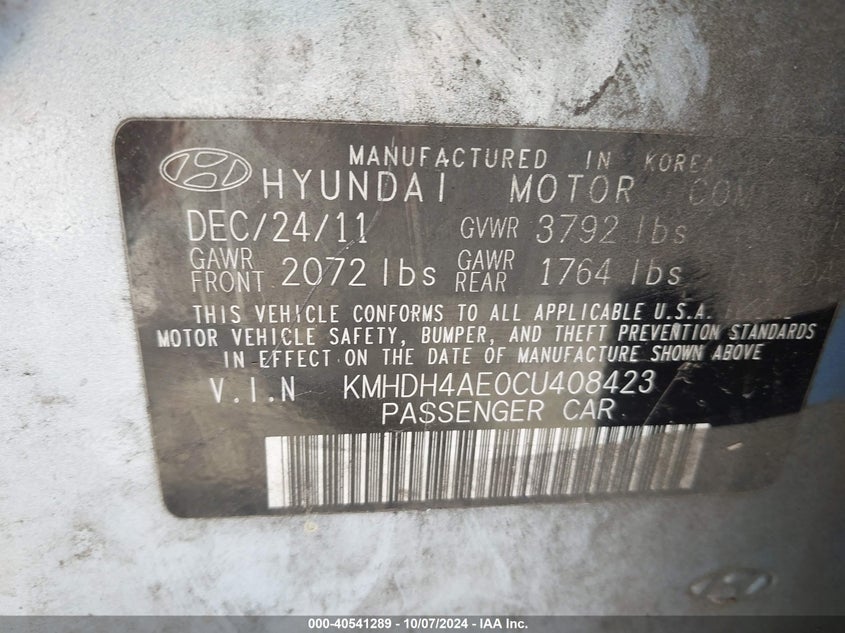 MANUFACTURED IN KOREA
HYUNDAI MOTOR COMPANY
DEC/24/11 GVWR 3792 lbs
GAWR FRONT 2072 lbs GAWR REAR 1764 lbs
THIS VEHICLE CONFORMS TO ALL APPLICABLE U.S.A.
MOTOR VEHICLE SAFETY, BUMPER, AND THEFT PREVENTION STANDARDS
IN EFFECT ON THE DATE OF MANUFACTURE SHOWN ABOVE
V.I.N KMHDH4AE0CU408423
PASSENGER CAR
000-40541289 - 10/07/2024 - IAA Inc.